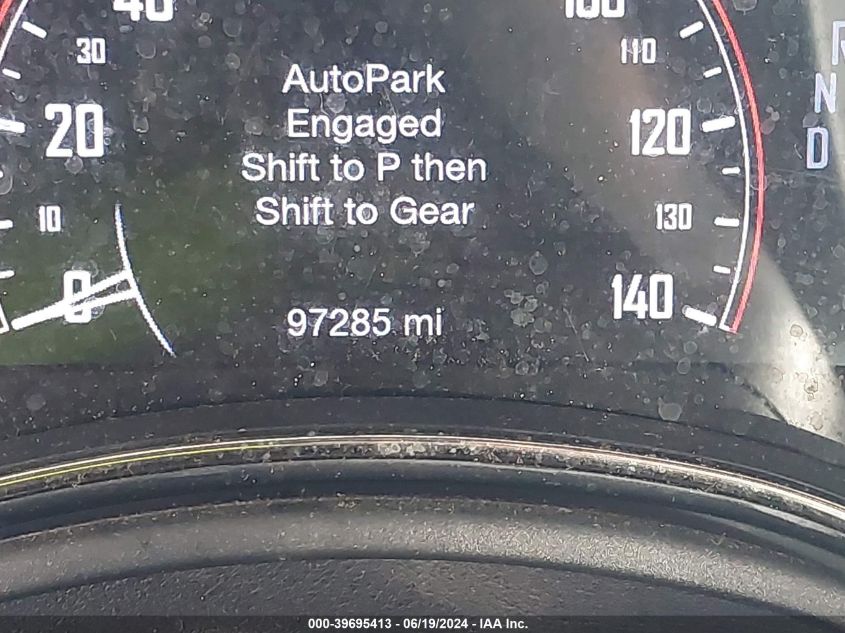 40
100
30
110
AutoPark
Engaged
Shift to P then
Shift to Gear
20
120
10
130
0
140
97285 mi
R
N
D
000-39695413 - 06/19/2024 - IAA Inc.